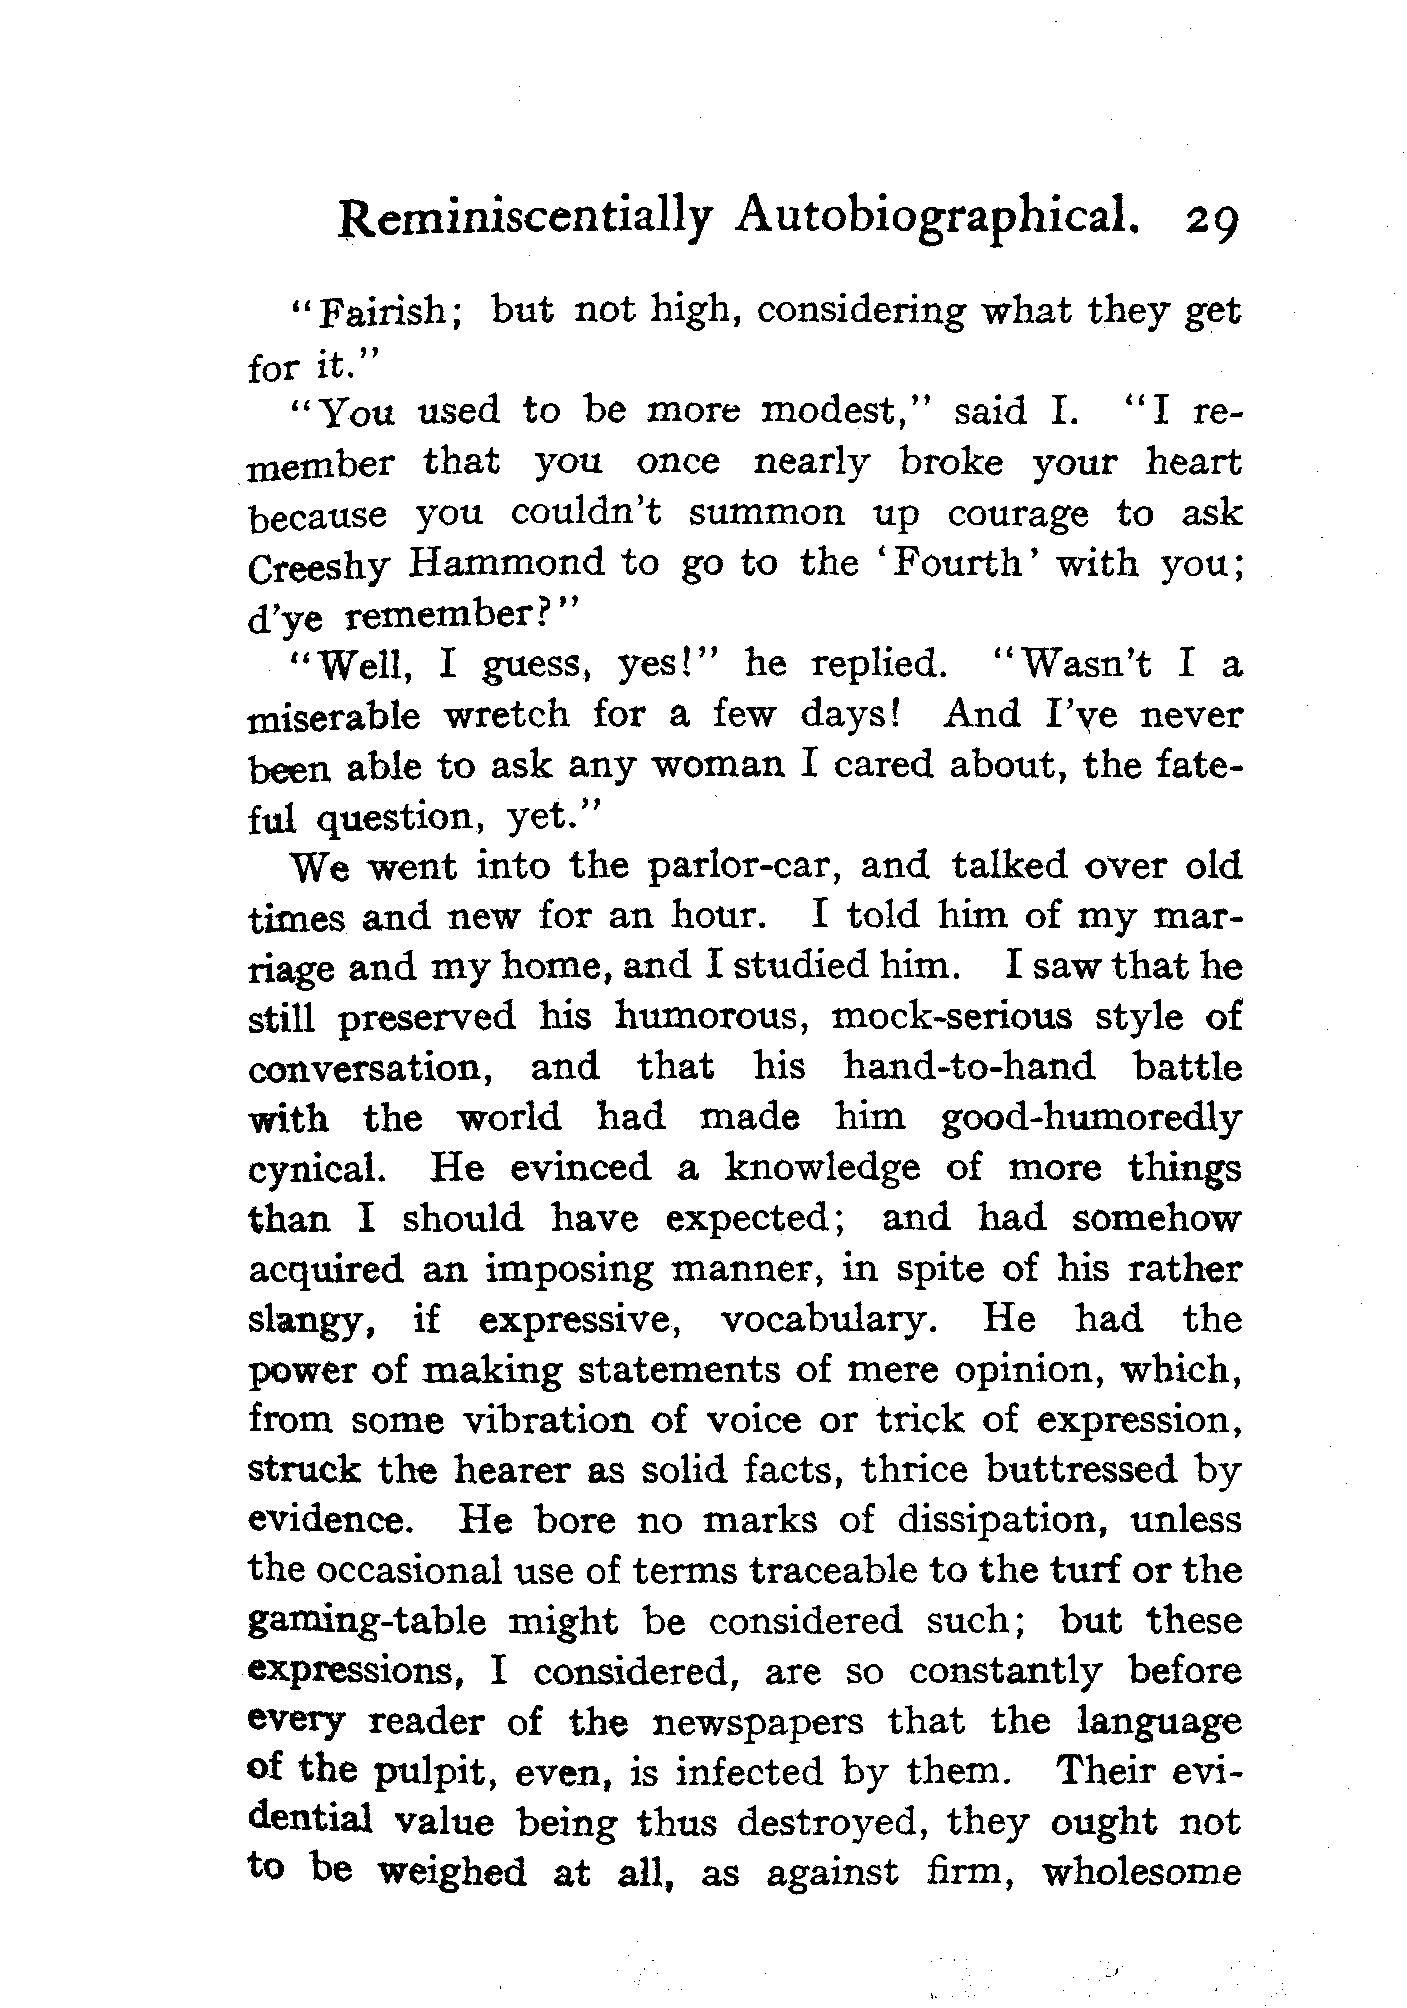 Reminiscentially Autobiographical. 29
"Fairish; but not high, considering what they get
for it."
"You used to be more modest," said I. "I re-
member that you once nearly broke your heart
because you couldn't summon up courage to ask
Creeshy Hammond to go to the 'Fourth' with you;
d'ye remember?"
"Well, I guess, yes!" he replied. "Wasn't I a
miserable wretch for a few days! And I've never
been able to ask any woman I cared about, the fate-
ful question, yet."
We went into the parlor-car, and talked over old
times and new for an hour. I told him of my mar-
riage and my home, and I studied him. I saw that he
still preserved his humorous, mock-serious style of
conversation, and that his hand-to-hand battle
with the world had made him good-humoredly
cynical. He evinced a knowledge of more things
than I should have expected; and had somehow
acquired an imposing manner, in spite of his rather
slangy, if expressive, vocabulary. He had the
power of making statements of mere opinion, which,
from some vibration of voice or trick of expression,
struck the hearer as solid facts, thrice buttressed by
evidence. He bore no marks of dissipation, unless
the occasional use of terms traceable to the turf or the
gaming-table might be considered such; but these
expressions, I considered, are so constantly before
every reader of the newspapers that the language
of the pulpit, even, is infected by them. Their evi-
dential value being thus destroyed, they ought not
to be weighed at all, as against firm, wholesome